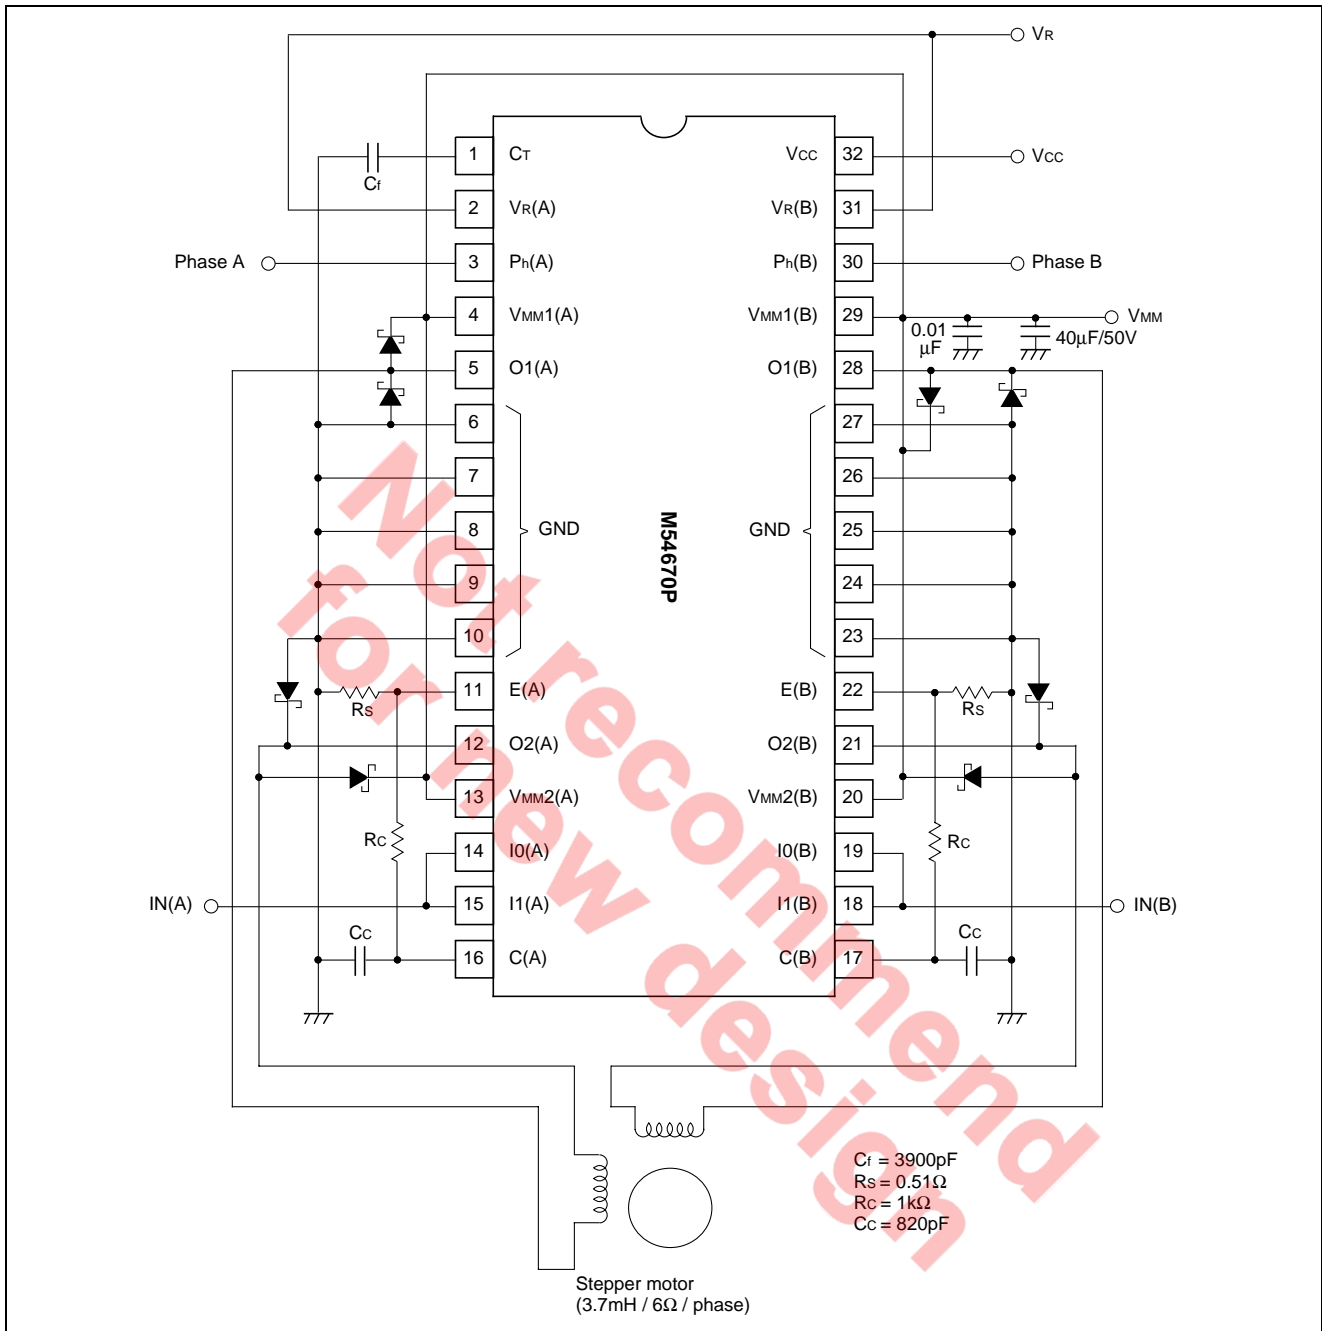 VR
1 CT VCC 32 VCC
Cf
2 VR(A) VR(B) 31
Phase A 3 Ph(A) Ph(B) 30 Phase B
4 VMM1(A) VMM1(B) 29 VMM
0.01 μF 40μF/50V
5 O1(A) O1(B) 28
6 27
7 26
8 GND GND 25
9 24
10 23
M54670P
11 E(A) E(B) 22
RS RS
12 O2(A) O2(B) 21
13 VMM2(A) VMM2(B) 20
RC RC
14 I0(A) I0(B) 19
IN(A) 15 I1(A) I1(B) 18 IN(B)
CC CC
16 C(A) C(B) 17
Not recommend
for new design
Cf = 3900pF
RS = 0.51Ω
RC = 1kΩ
CC = 820pF
Stepper motor
(3.7mH / 6Ω / phase)